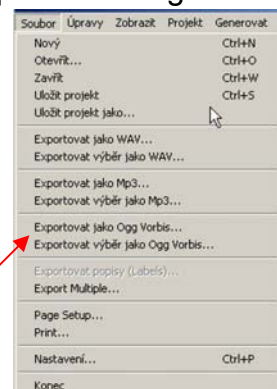 Soubor Úpravy Zobrazit Projekt Generovat
Nový Ctrl+N
Otevřít... Ctrl+O
Zavřít Ctrl+W
Uložit projekt Ctrl+S
Uložit projekt jako...
Exportovat jako WAV...
Exportovat výběr jako WAV...
Exportovat jako Mp3...
Exportovat výběr jako Mp3...
Exportovat jako Ogg Vorbis...
Exportovat výběr jako Ogg Vorbis...
Exportovat popisy (Labels)...
Export Multiple...
Page Setup...
Print...
Nastavení... Ctrl+P
Konec